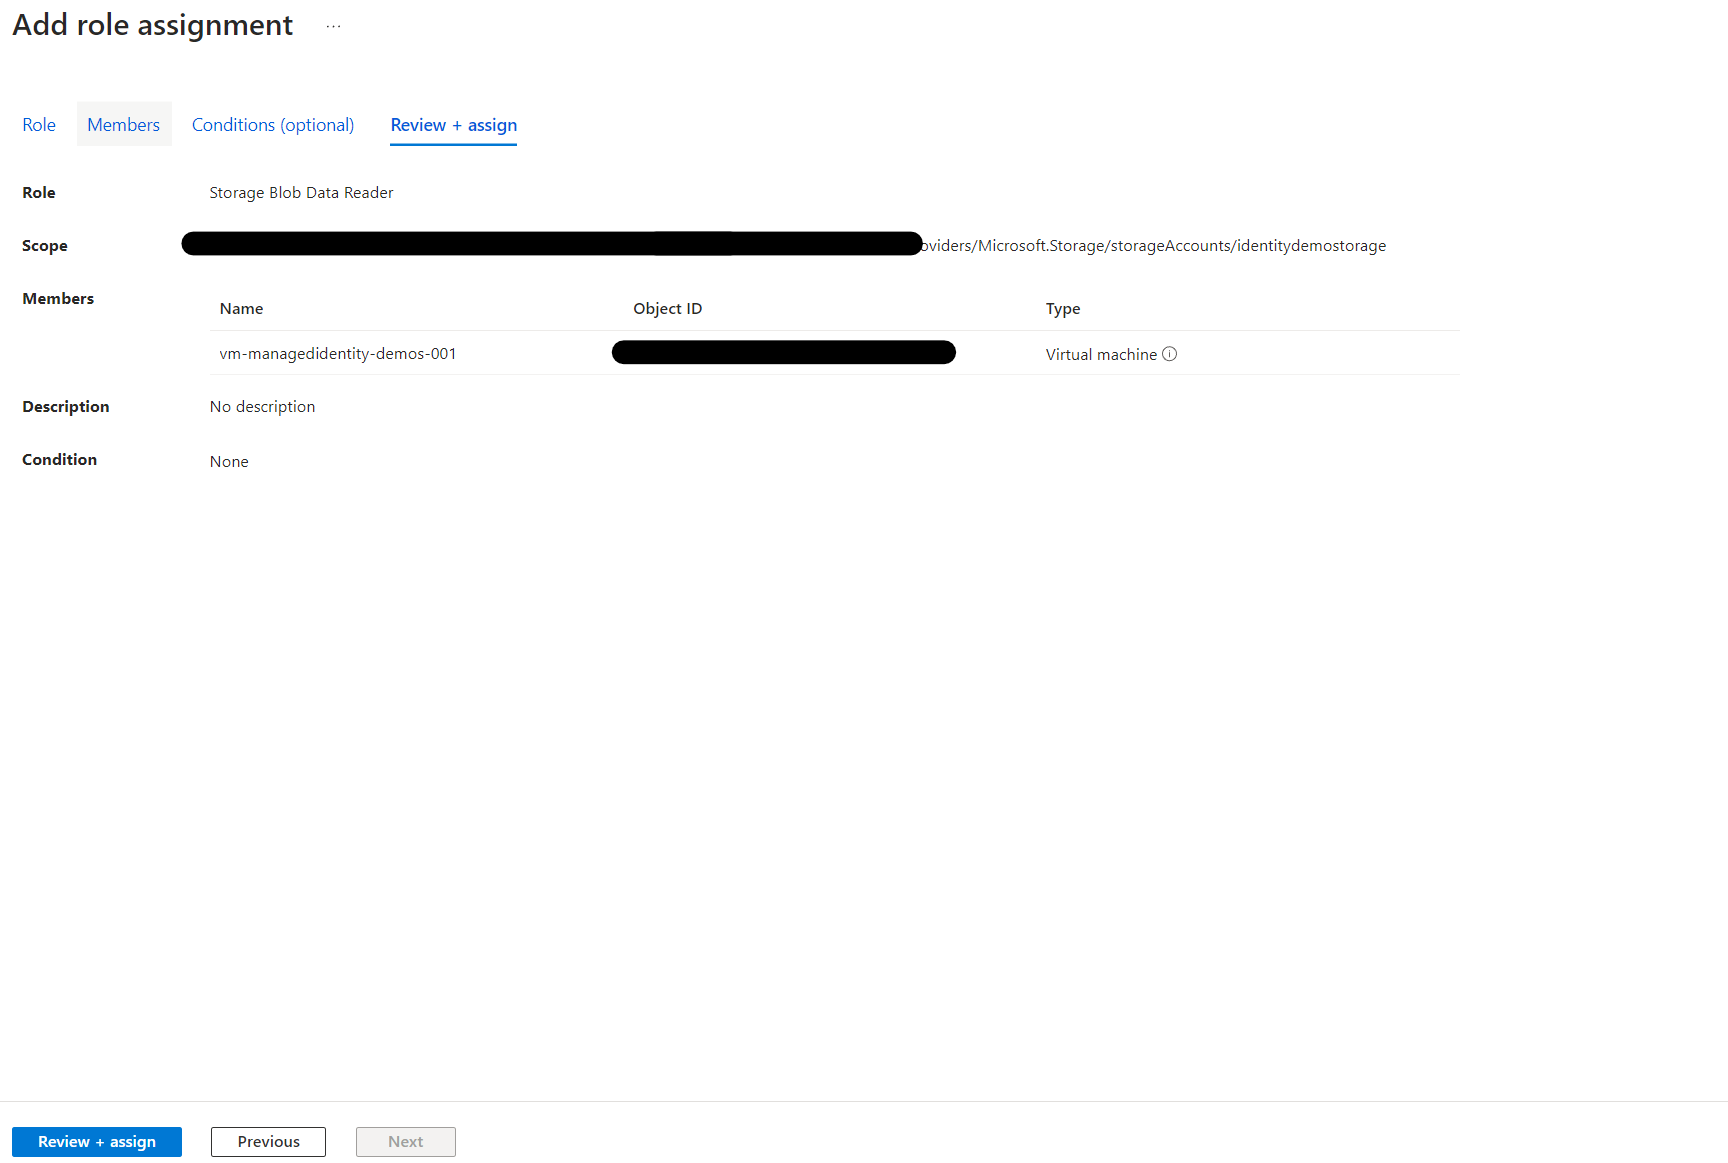 Add role assignment ...
Role Members Conditions (optional) Review + assign
Role Storage Blob Data Reader
Scope oviders/Microsoft.Storage/storageAccounts/identitydemostorage
Members Name Object ID Type
vm-managedidentity-demos-001 Virtual machine
Description No description
Condition None
Review + assign Previous Next